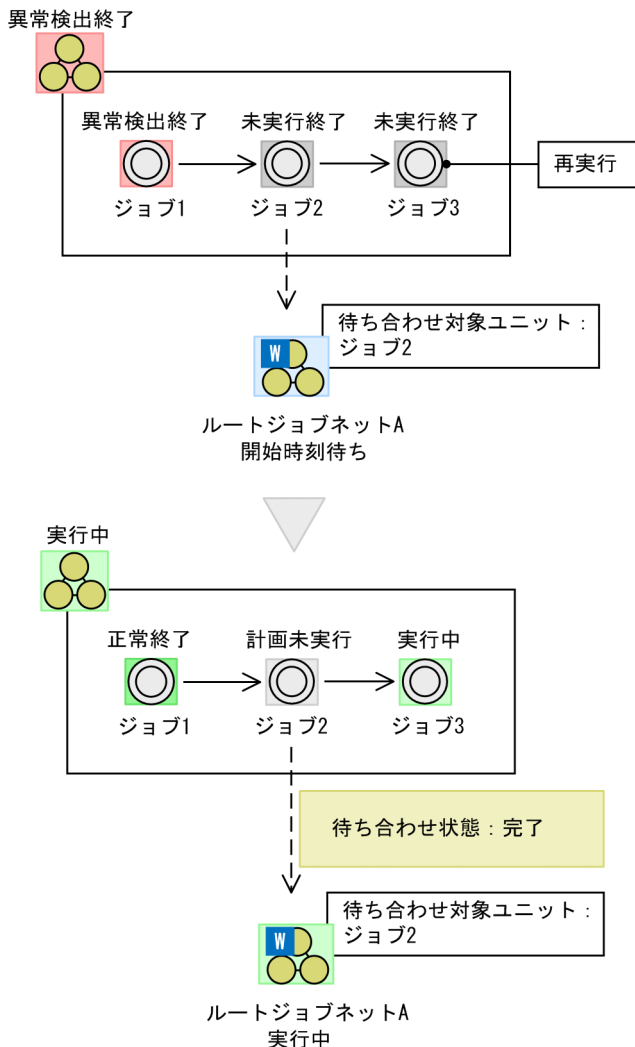 異常検出終了
異常検出終了
未実行終了
未実行終了
再実行
ジョブ1
ジョブ2
ジョブ3
待ち合わせ対象ユニット：
ジョブ2
W
ルートジョブネットA
開始時刻待ち
実行中
正常終了
計画未実行
実行中
ジョブ1
ジョブ2
ジョブ3
待ち合わせ状態：完了
待ち合わせ対象ユニット：
ジョブ2
W
ルートジョブネットA
実行中